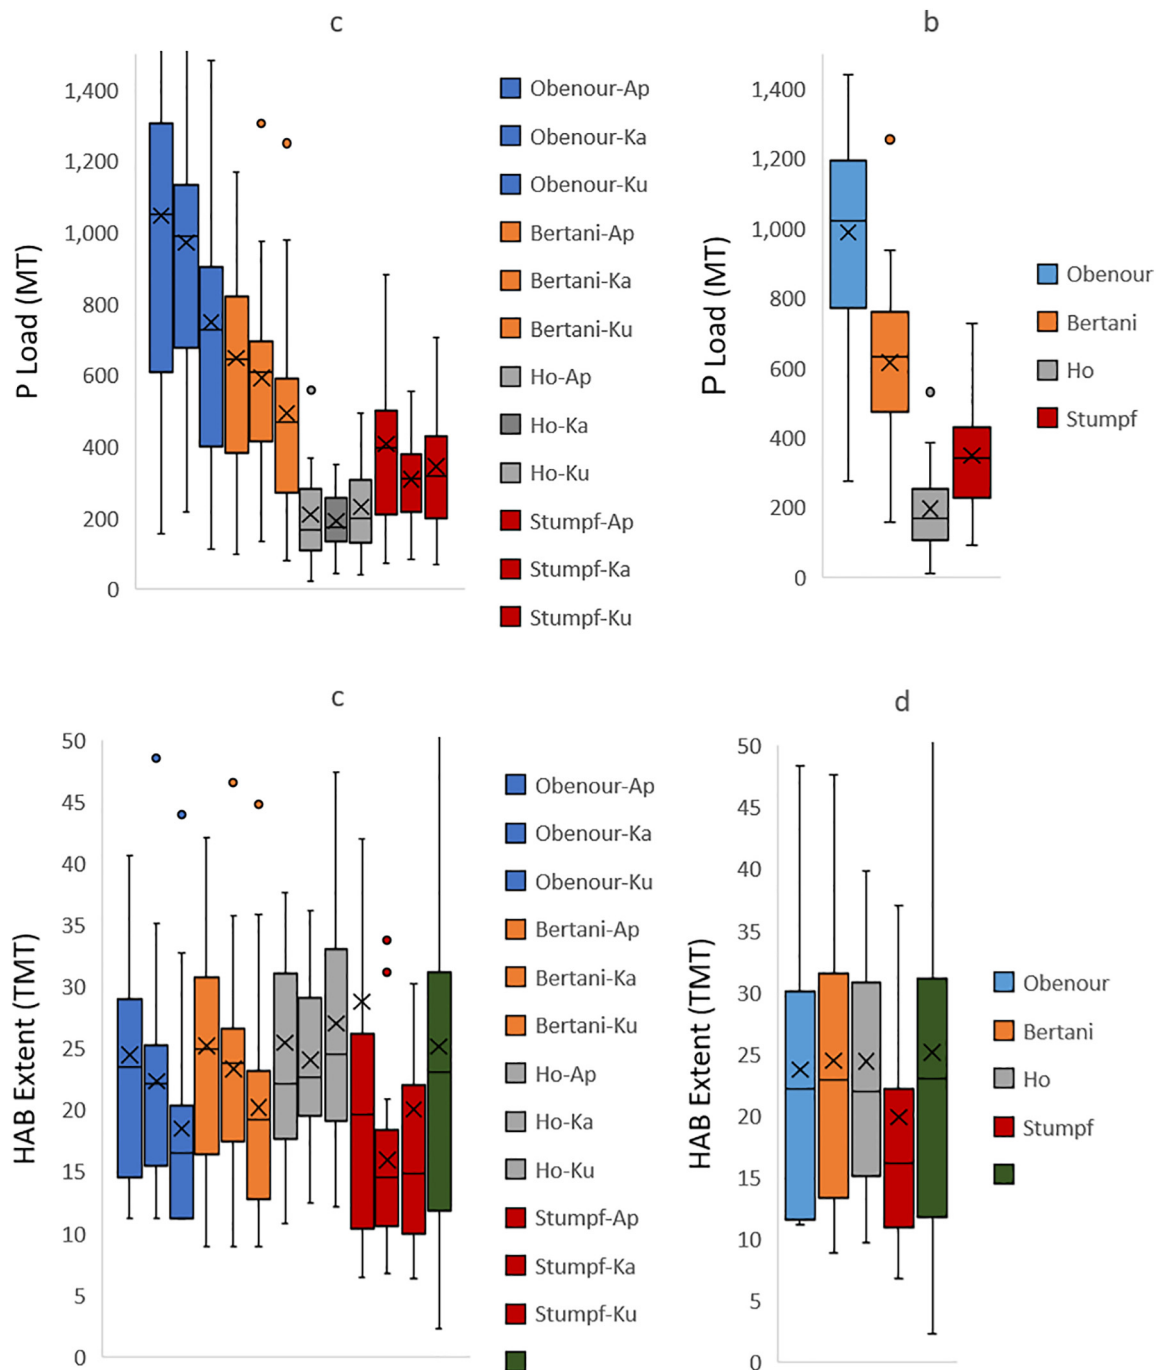 c
P Load (MT)
1,400
1,200
1,000
800
600
400
200
0
Obenour-Ap
Obenour-Ka
Obenour-Ku
Bertani-Ap
Bertani-Ka
Bertani-Ku
Ho-Ap
Ho-Ka
Ho-Ku
Stumpf-Ap
Stumpf-Ka
Stumpf-Ku
b
P Load (MT)
1,400
1,200
1,000
800
600
400
200
0
Obenour
Bertani
Ho
Stumpf
c
HAB Extent (TMT)
50
45
40
35
30
25
20
15
10
5
0
Obenour-Ap
Obenour-Ka
Obenour-Ku
Bertani-Ap
Bertani-Ka
Bertani-Ku
Ho-Ap
Ho-Ka
Ho-Ku
Stumpf-Ap
Stumpf-Ka
Stumpf-Ku
d
HAB Extent (TMT)
50
45
40
35
30
25
20
15
10
5
0
Obenour
Bertani
Ho
Stumpf